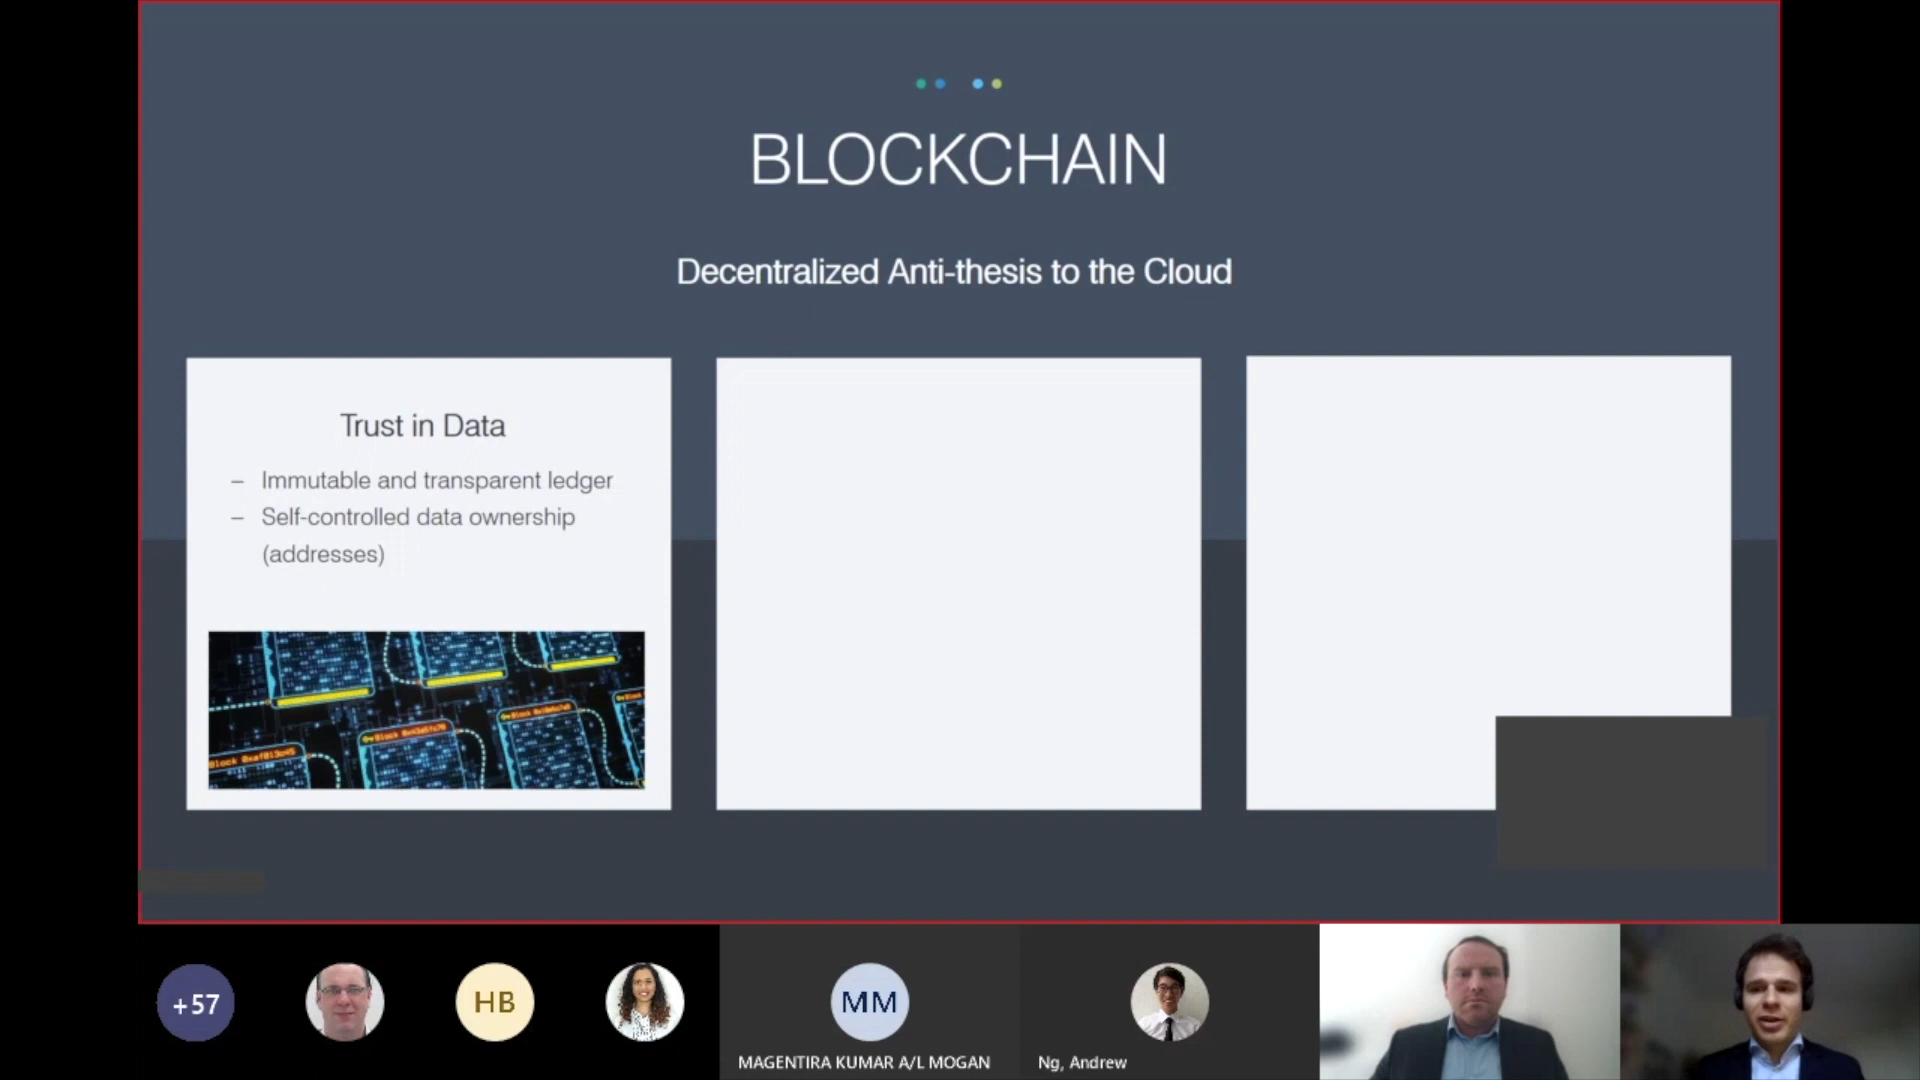 BLOCKCHAIN
Decentralized Anti-thesis to the Cloud
Trust in Data
– Immutable and transparent ledger
– Self-controlled data ownership
(addresses)
+57
HB
MM
MAGENTIRA KUMAR A/L MOGAN
Ng, Andrew